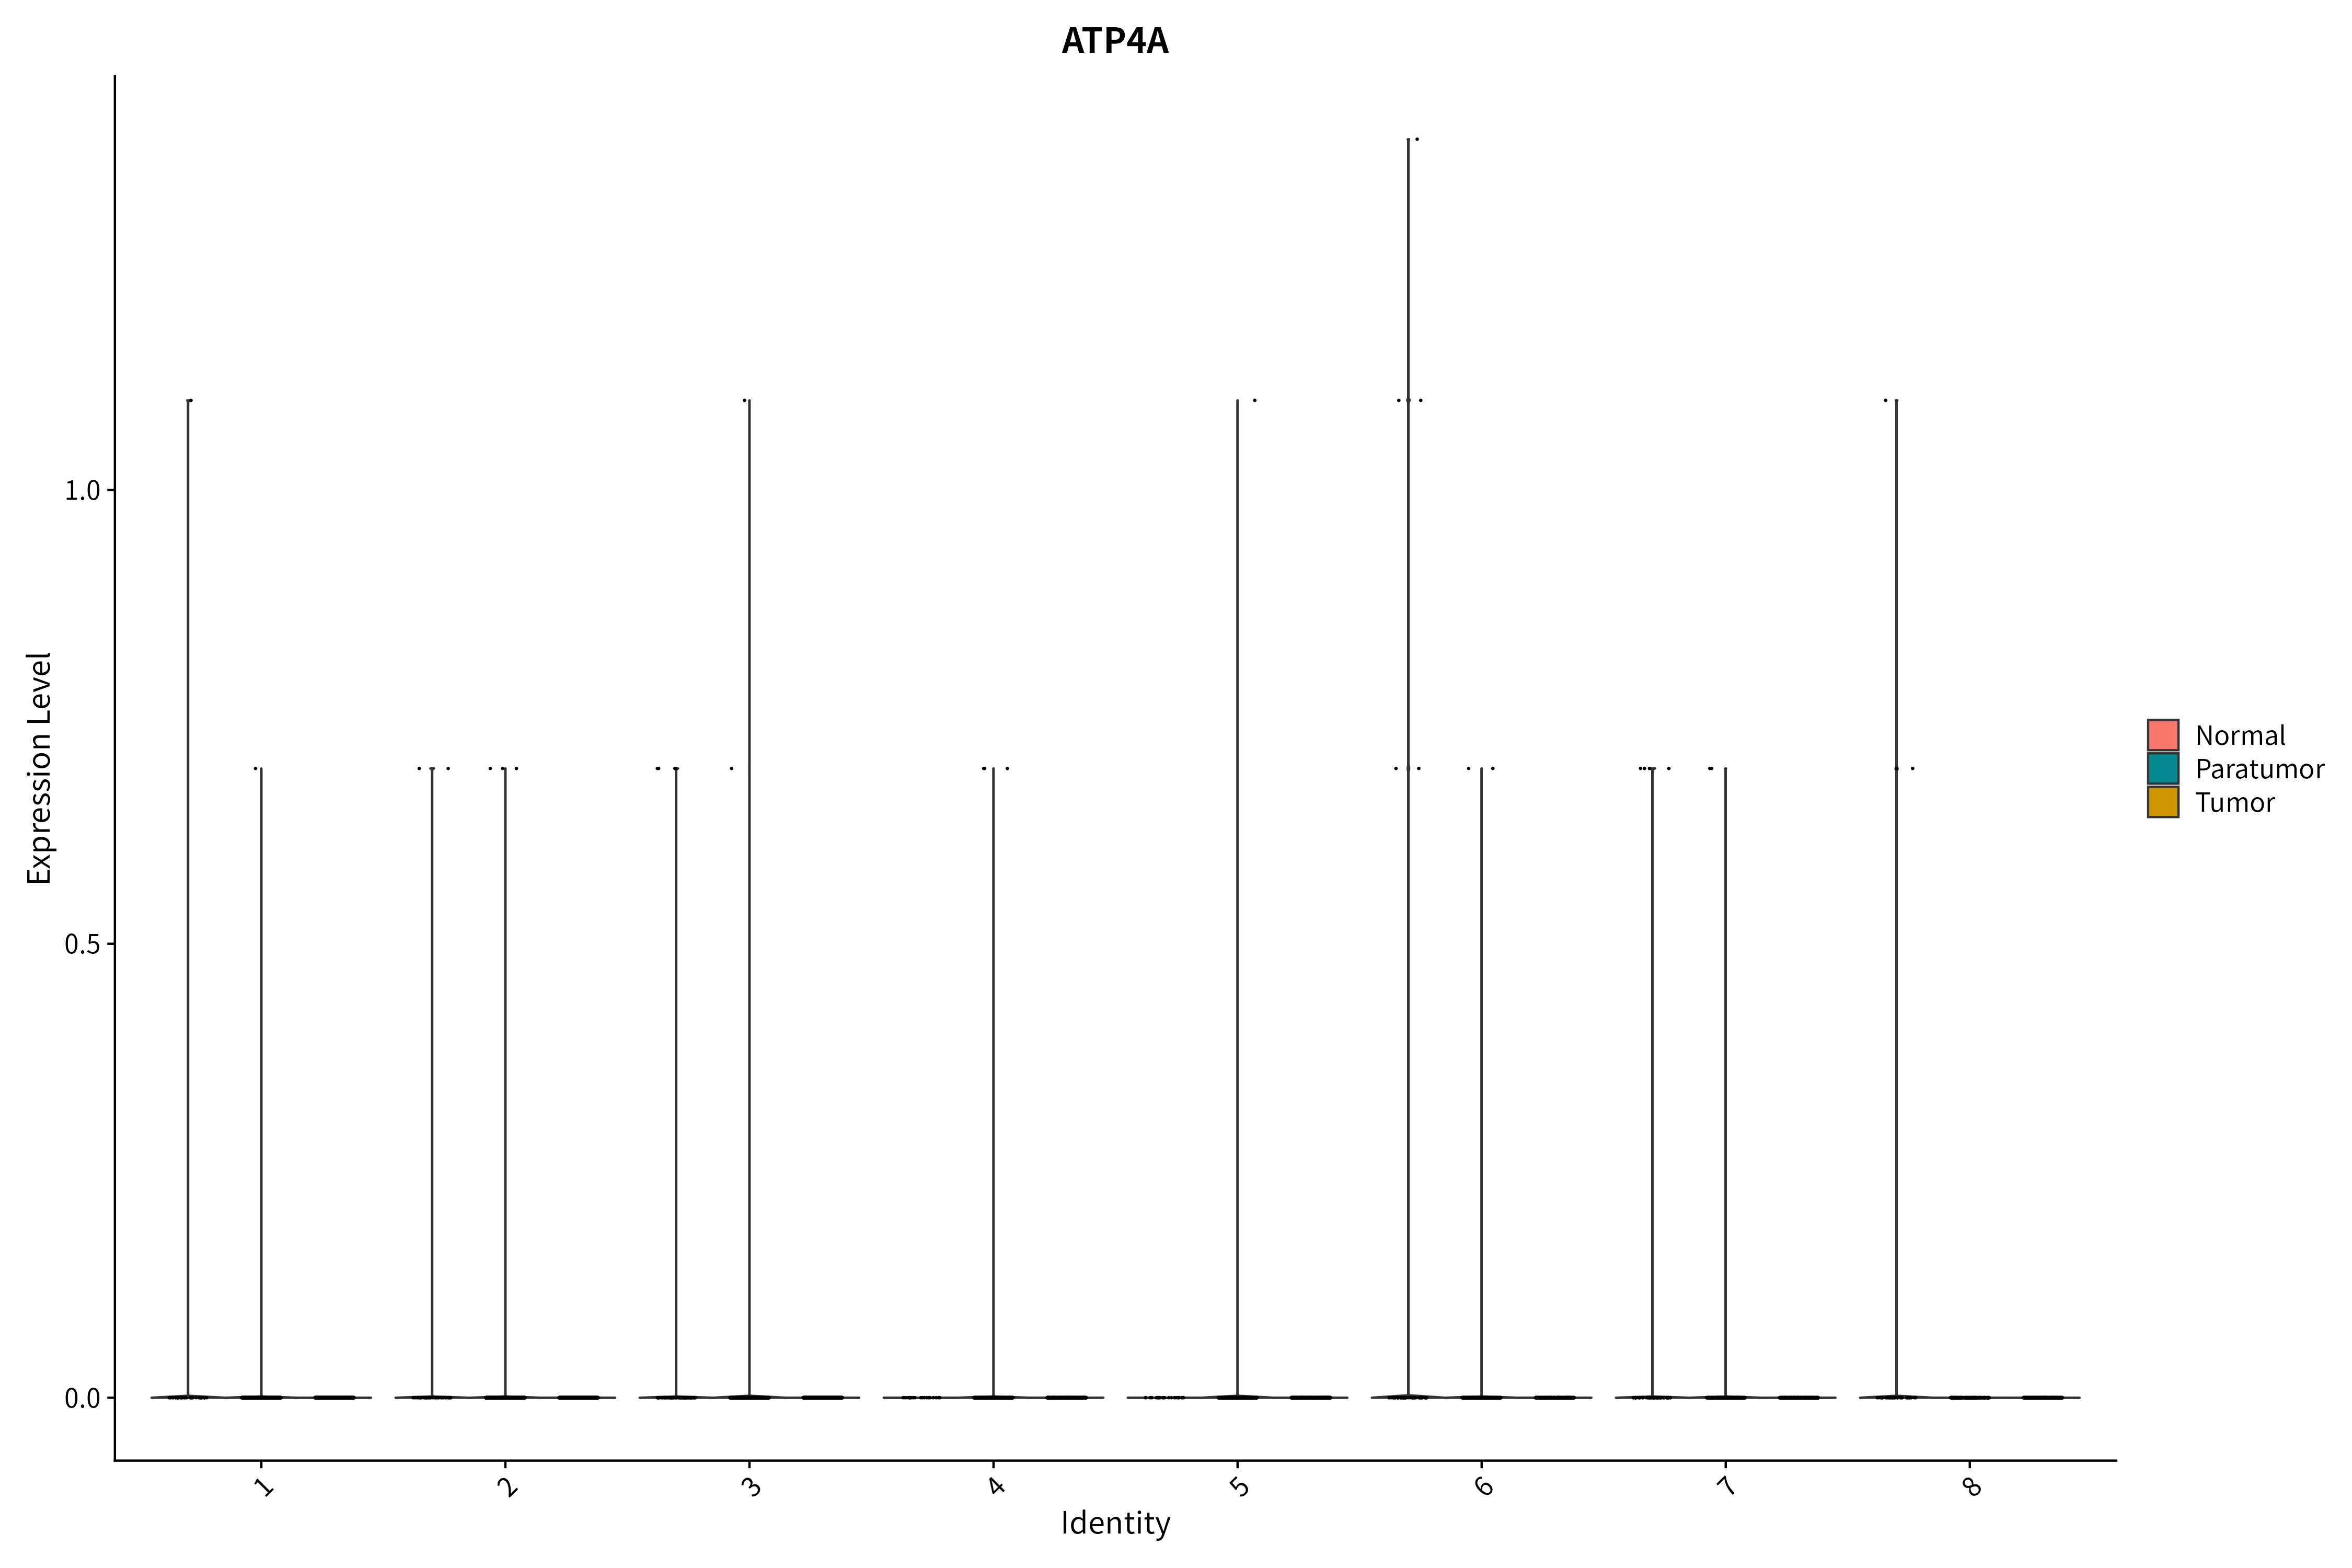 ATP4A
Expression Level
1.0
0.5
0.0
1 2 3 4 5 6 7 8
Identity
Normal
Paratumor
Tumor